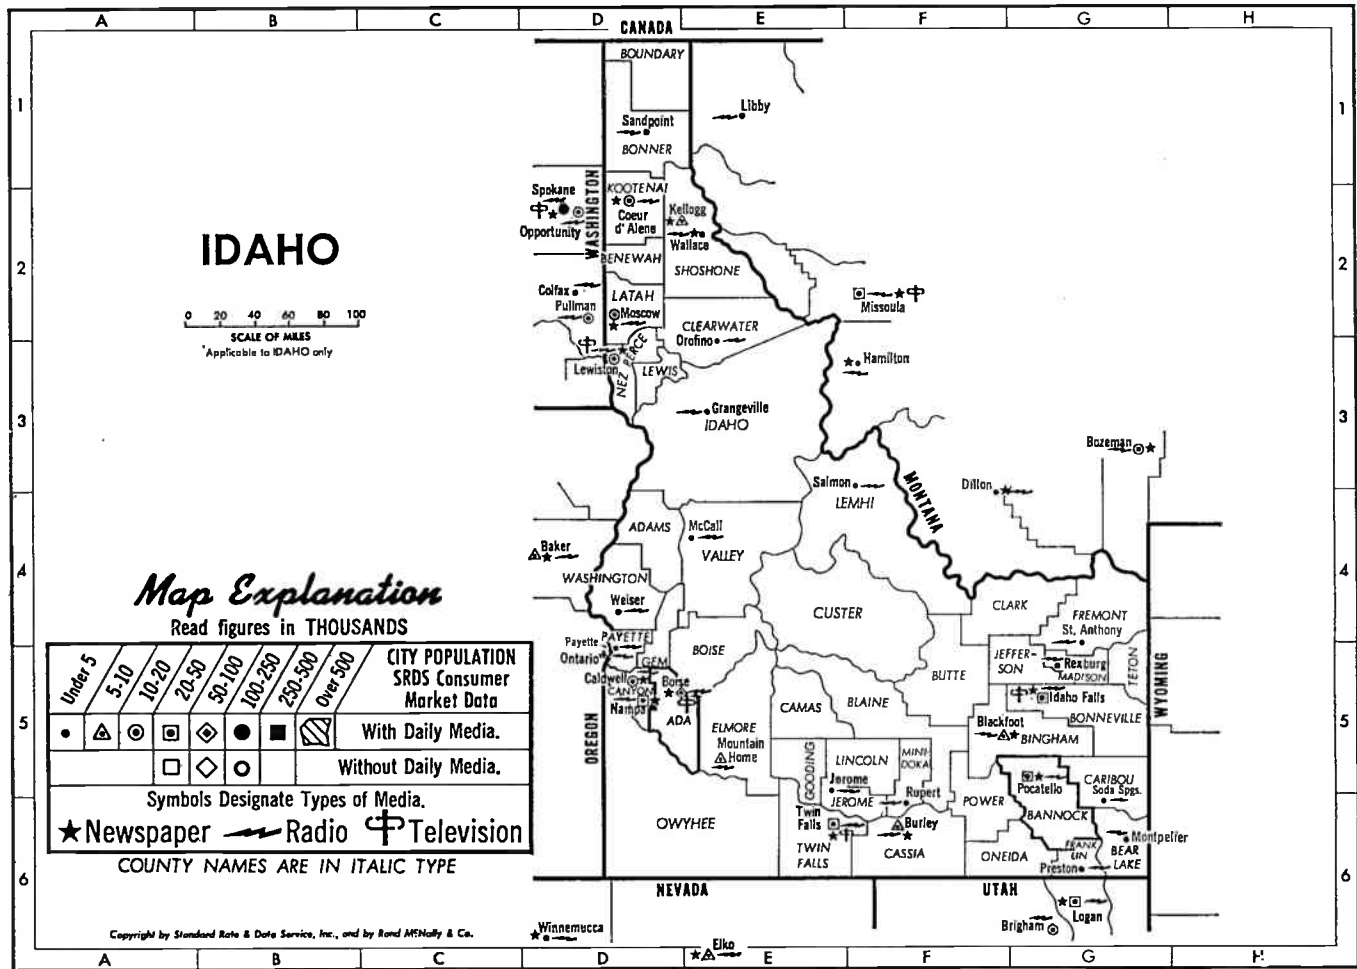 A B C D E F G H
CANADA
BOUNDARY
1 1
Libby
Sandpoint
BONNER
WASHINGTON
Spokane
KOOTENAI
Kellogg
Coeur
d'Alene
Opportunity
Wallace
IDAHO
BENEWAH
SHOSHONE
2 2
Colfax
LATAH
Missoula
Pullman
Moscow
0 20 40 60 80 100
SCALE OF MILES
*Applicable to IDAHO only
CLEARWATER
Orofino
NEZ PERCE
Hamilton
Lewiston
LEWIS
Grangeville
IDAHO
3 3
Bozeman
MONTANA
Salmon
LEMHI
Dillon
ADAMS
McCall
VALLEY
Baker
4 4
WASHINGTON
Weiser
CUSTER
CLARK
FREMONT
St. Anthony
Map Explanation
Read figures in THOUSANDS
Under 5
5-10
10-20
20-50
50-100
100-250
250-500
Over 500
CITY POPULATION
SRDS Consumer
Market Data
With Daily Media.
Without Daily Media.
Symbols Designate Types of Media.
Newspaper Radio Television
COUNTY NAMES ARE IN ITALIC TYPE
Payette
PAYETTE
Ontario
GEM
BOISE
BUTTE
JEFFER-
SON
Rexburg
MADISON
TETON
WYOMING
Caldwell
CANYON
Boise
Nampa
ADA
Idaho Falls
BONNEVILLE
5 5
OREGON
ELMORE
Mountain
Home
CAMAS
BLAINE
Blackfoot
BINGHAM
GOODING
LINCOLN
MINI-
DOKA
Jerome
JEROME
Rupert
POWER
Pocatello
BANNOCK
CARIBOU
Soda Spgs.
OWYHEE
Twin
Falls
TWIN
FALLS
Burley
CASSIA
ONEIDA
FRANK
LIN
Montpelier
BEAR
LAKE
Preston
6 6
NEVADA
UTAH
Logan
Brigham
Winnemucca
Elko
Copyright by Standard Rate & Data Service, Inc., and by Rand McNally & Co.
A B C D E F G H